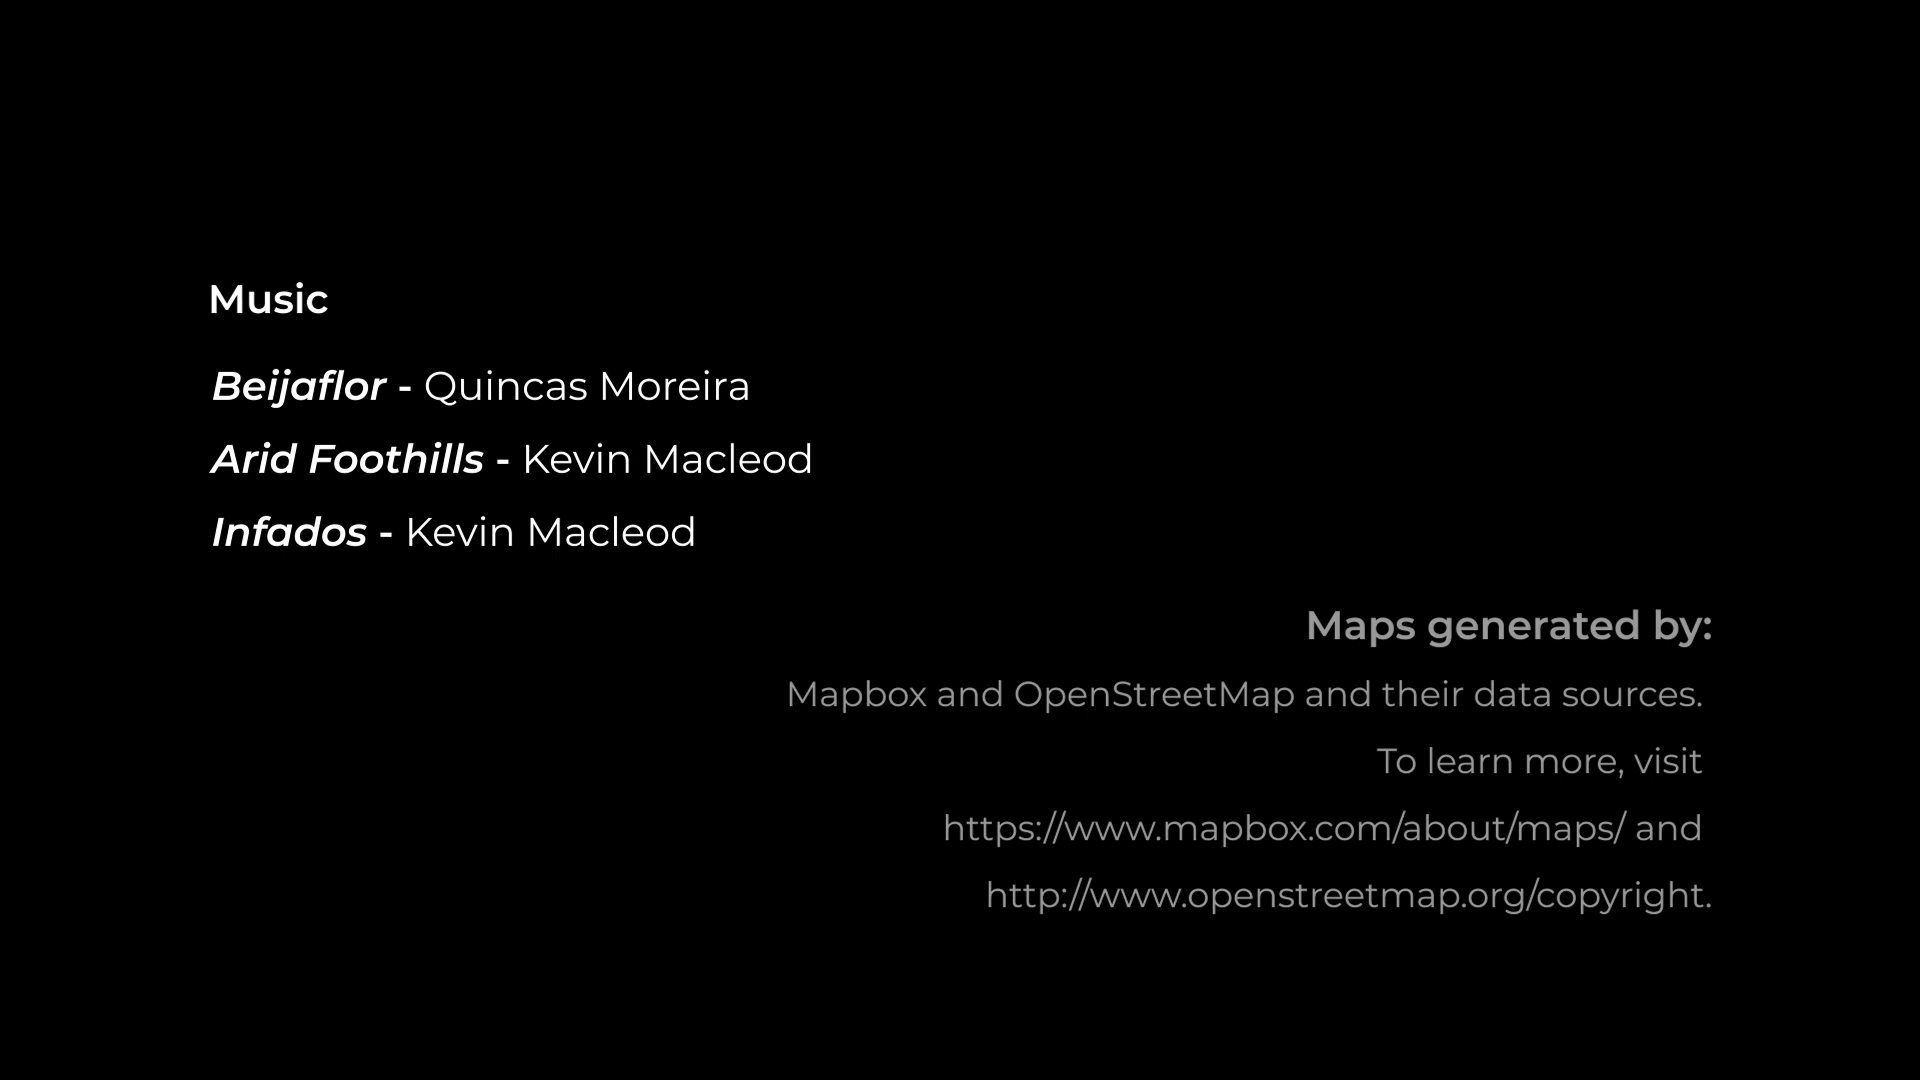 Music
Beijaflor - Quincas Moreira
Arid Foothills - Kevin Macleod
Infados - Kevin Macleod
Maps generated by:
Mapbox and OpenStreetMap and their data sources.
To learn more, visit
https://www.mapbox.com/about/maps/ and
http://www.openstreetmap.org/copyright.